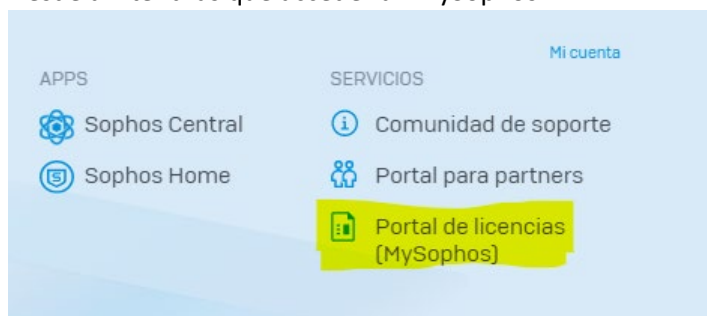 Mi cuenta
APPS
SERVICIOS
Sophos Central
Comunidad de soporte
Sophos Home
Portal para partners
Portal de licencias
(MySophos)